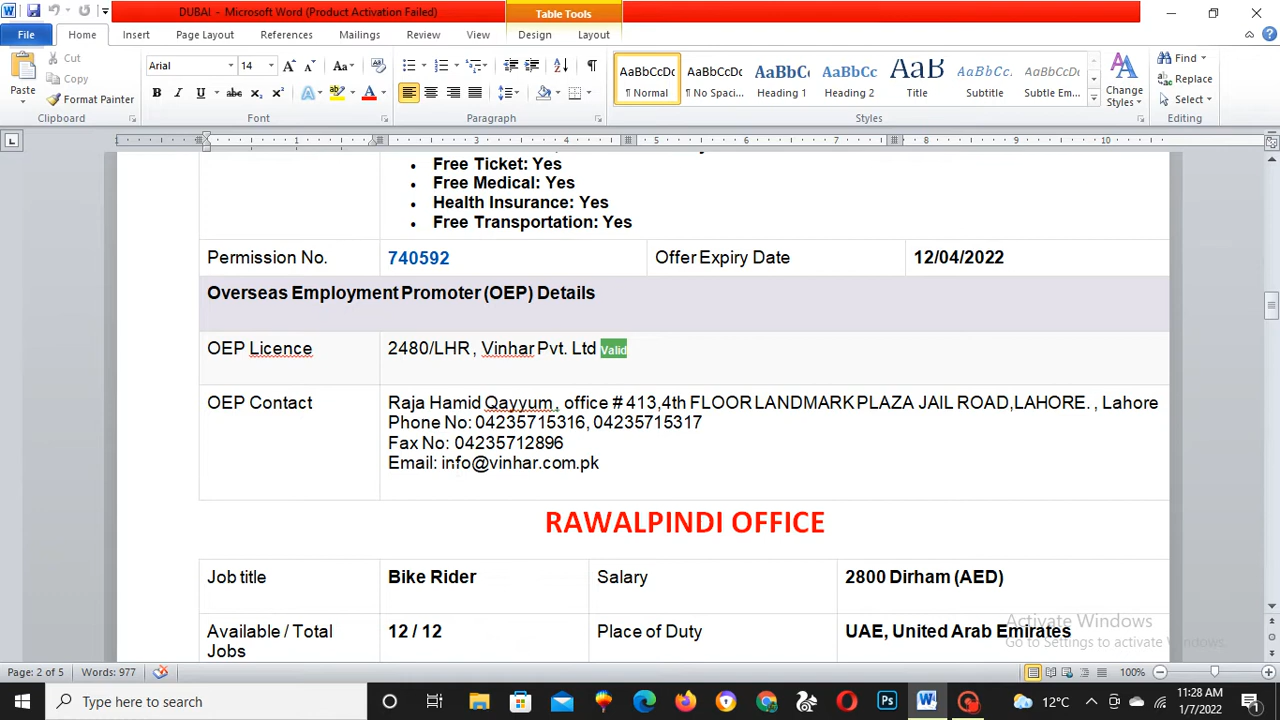 DUBAI - Microsoft Word (Product Activation Failed)
Table Tools
File
Home
Insert
Page Layout
References
Mailings
Review
View
Design
Layout
Paste
Cut
Copy
Format Painter
Clipboard
Arial
14
Font
Paragraph
AaBbCcDc
¶ Normal
AaBbCcDc
¶ No Spaci...
AaBbCc
Heading 1
AaBbCc
Heading 2
AaB
Title
AaBbCcDc
Subtitle
AaBbCcDc
Subtle Em...
Change
Styles
Styles
Find
Replace
Select
Editing
Free Ticket: Yes
Free Medical: Yes
Health Insurance: Yes
Free Transportation: Yes
Permission No.
740592
Offer Expiry Date
12/04/2022
Overseas Employment Promoter (OEP) Details
OEP Licence
2480/LHR , Vinhar Pvt. Ltd Valid
OEP Contact
Raja Hamid Qayyum , office # 413,4th FLOOR LANDMARK PLAZA JAIL ROAD,LAHORE. , Lahore
Phone No: 04235715316, 04235715317
Fax No: 04235712896
Email: info@vinhar.com.pk
RAWALPINDI OFFICE
Job title
Bike Rider
Salary
2800 Dirham (AED)
Available / Total
Jobs
12 / 12
Place of Duty
UAE, United Arab Emirates
Activate Windows
Go to Settings to activate Windows.
Page: 2 of 5
Words: 977
100%
Type here to search
12°C
11:28 AM
1/7/2022